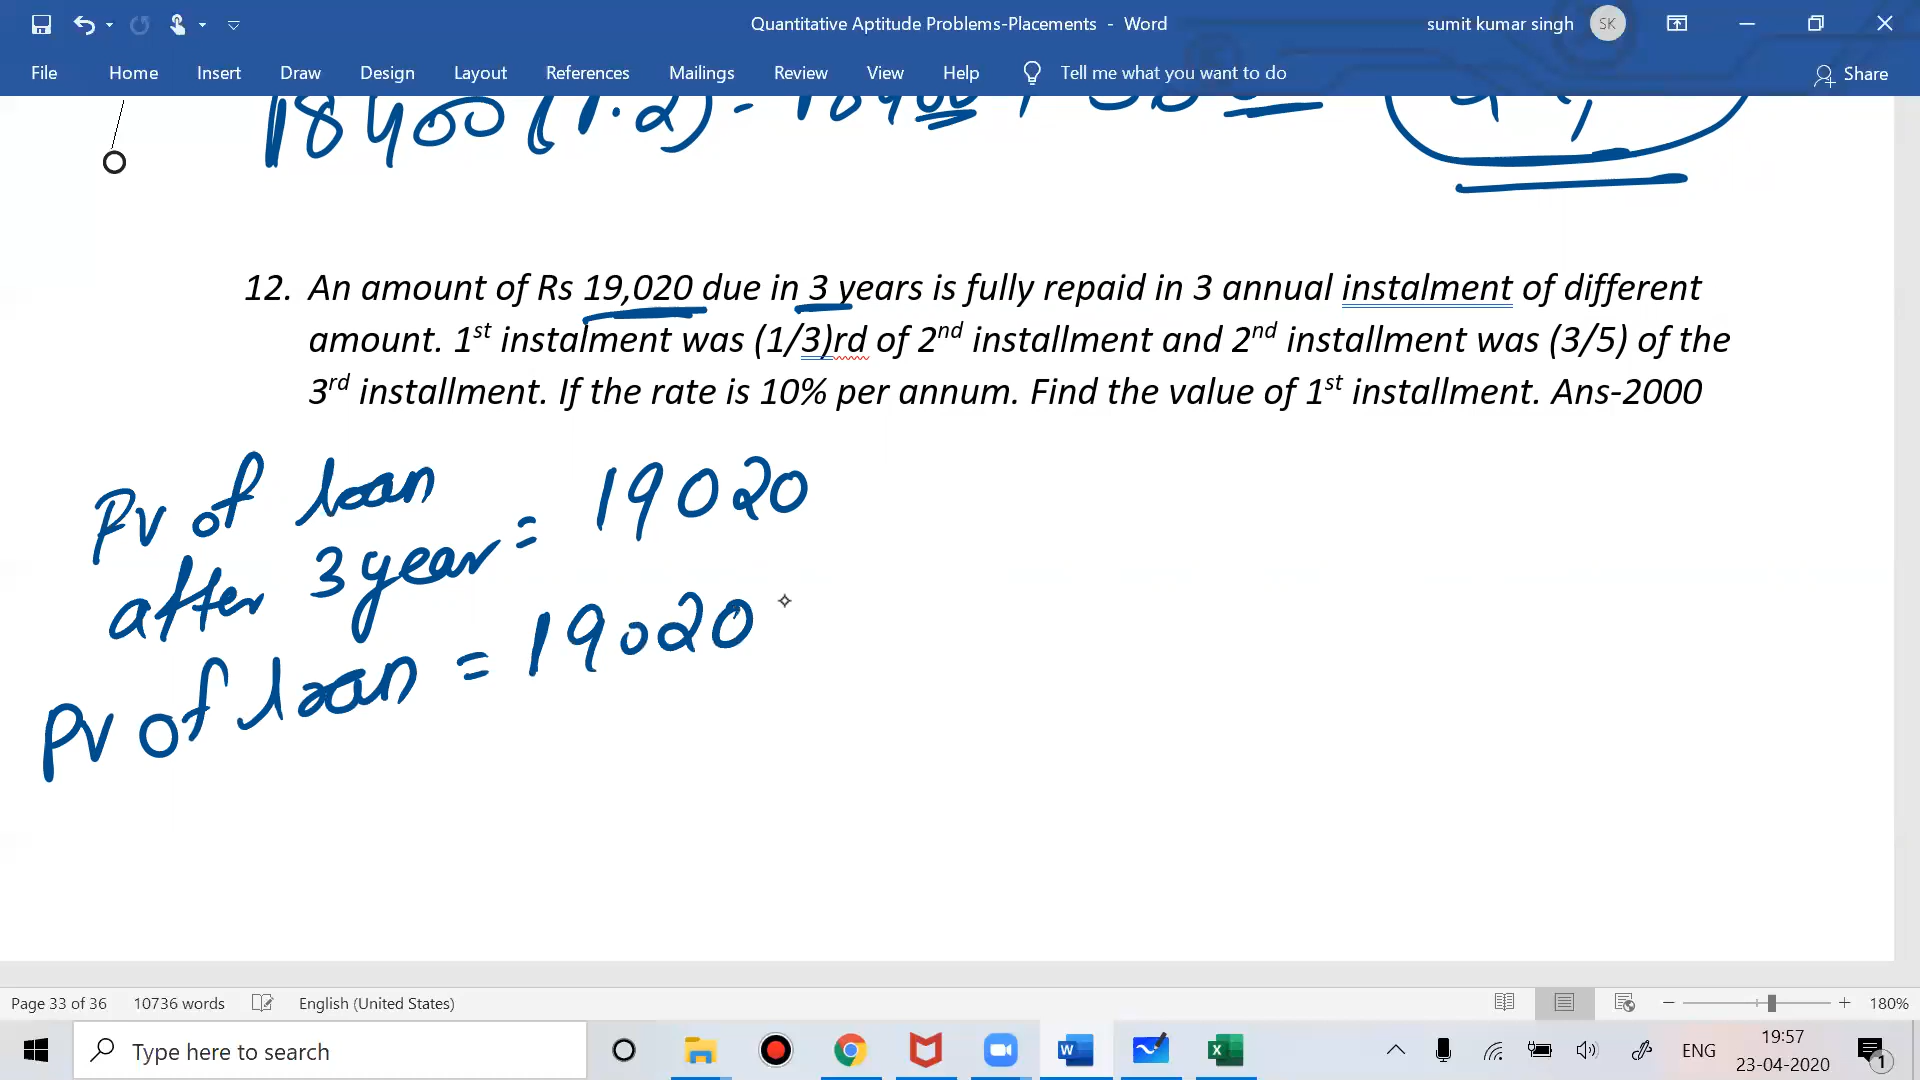 Quantitative Aptitude Problems-Placements - Word
sumit kumar singh SK
File Home Insert Draw Design Layout References Mailings Review View Help Tell me what you want to do Share
18400(1.2) =
12. An amount of Rs 19,020 due in 3 years is fully repaid in 3 annual instalment of different
amount. 1st instalment was (1/3)rd of 2nd installment and 2nd installment was (3/5) of the
3rd installment. If the rate is 10% per annum. Find the value of 1st installment. Ans-2000
PV of loan
after 3 year = 19020
PV of loan = 19020
Page 33 of 36 10736 words English (United States) 180%
Type here to search
ENG
19:57
23-04-2020
1